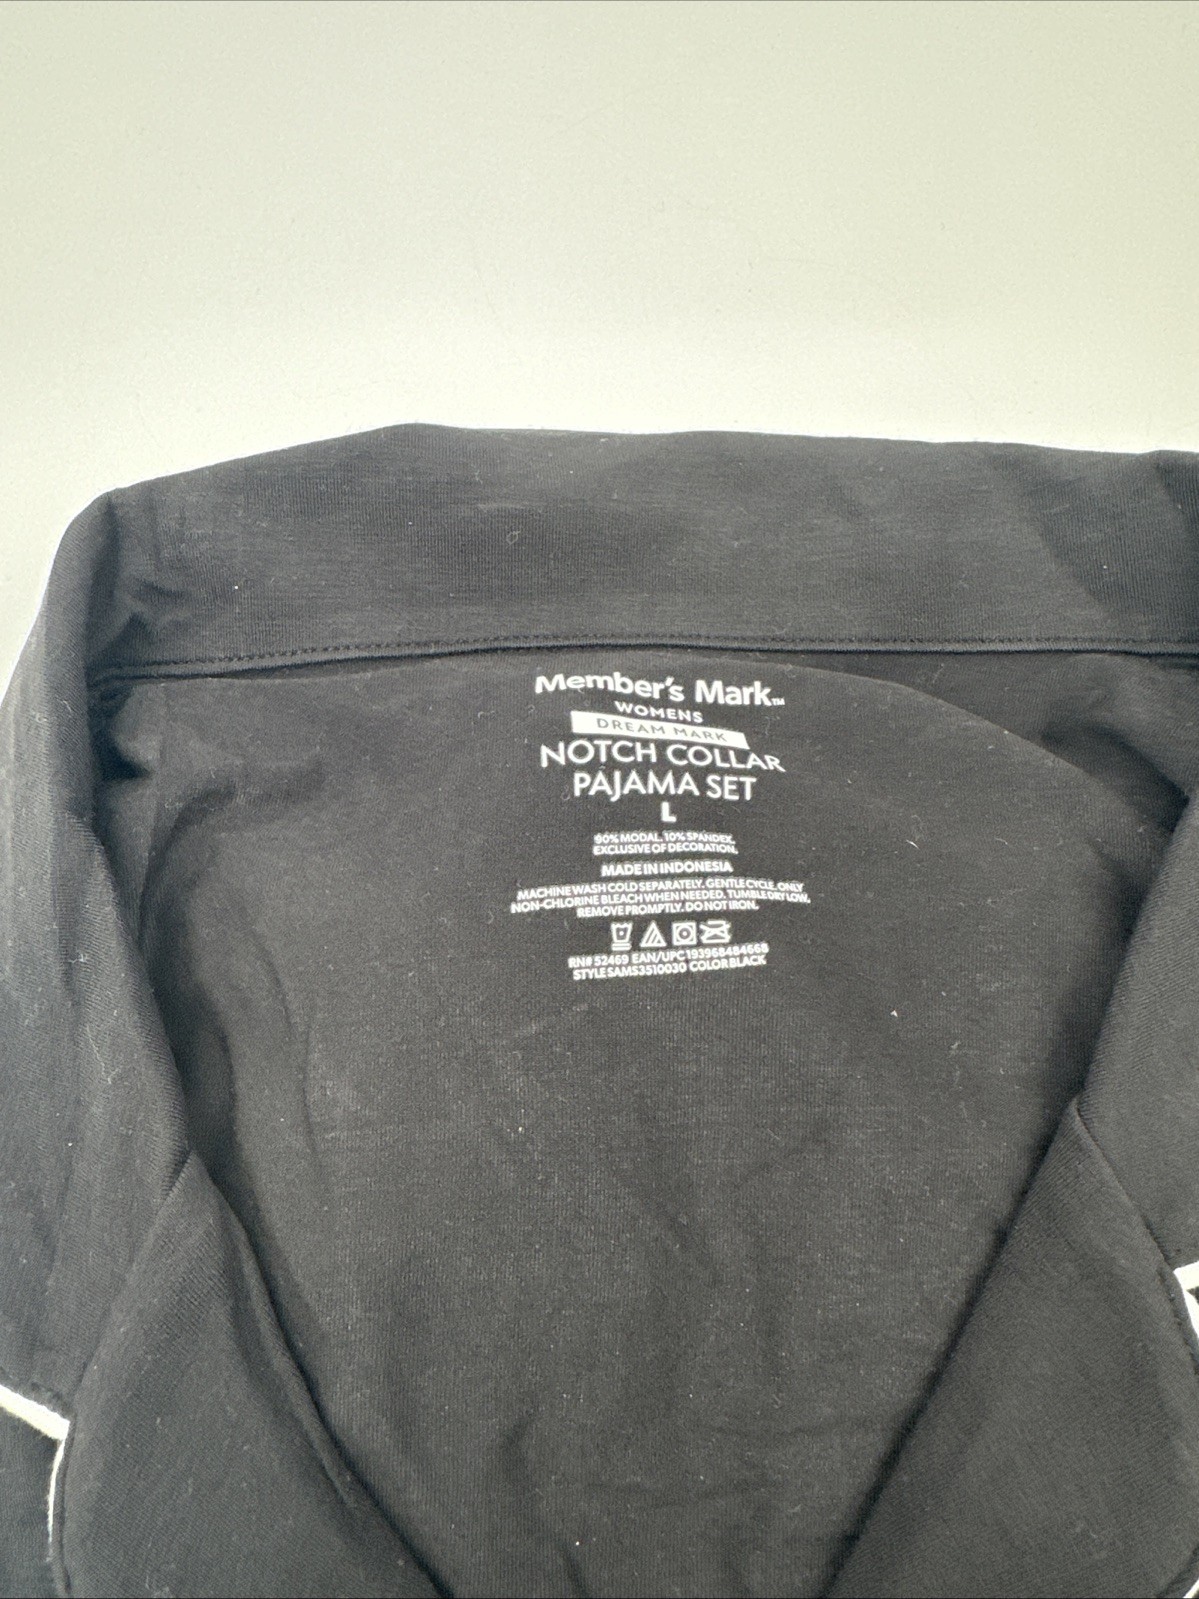 Member's Mark™
WOMENS
DREAM MARK
NOTCH COLLAR
PAJAMA SET
L
90% MODAL, 10% SPANDEX,
EXCLUSIVE OF DECORATION.
MADE IN INDONESIA
MACHINE WASH COLD SEPARATELY. GENTLE CYCLE. ONLY
NON-CHLORINE BLEACH WHEN NEEDED. TUMBLE DRY LOW.
REMOVE PROMPTLY. DO NOT IRON.
RN# 52469 EAN/UPC 193968484668
STYLE SAMS3510030 COLOR BLACK